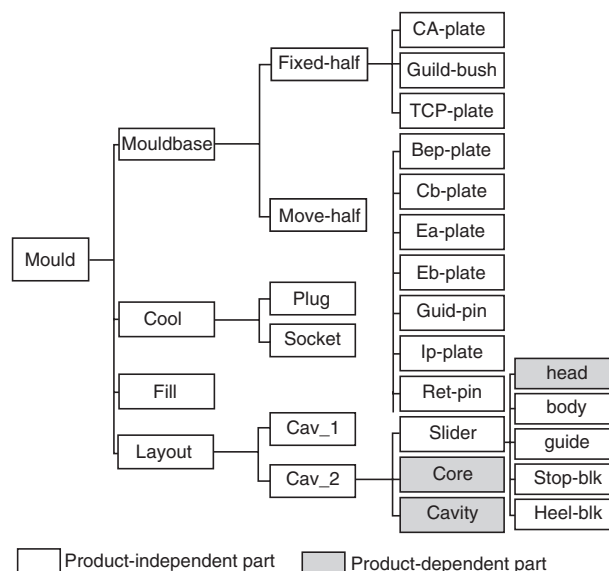 CA-plate
Fixed-half
Guild-bush
TCP-plate
Mouldbase
Bep-plate
Cb-plate
Move-half
Ea-plate
Mould
Eb-plate
Plug
Cool
Guid-pin
Socket
Ip-plate
head
Fill
Ret-pin
body
Cav_1
Slider
guide
Layout
Cav_2
Core
Stop-blk
Cavity
Heel-blk
Product-independent part
Product-dependent part